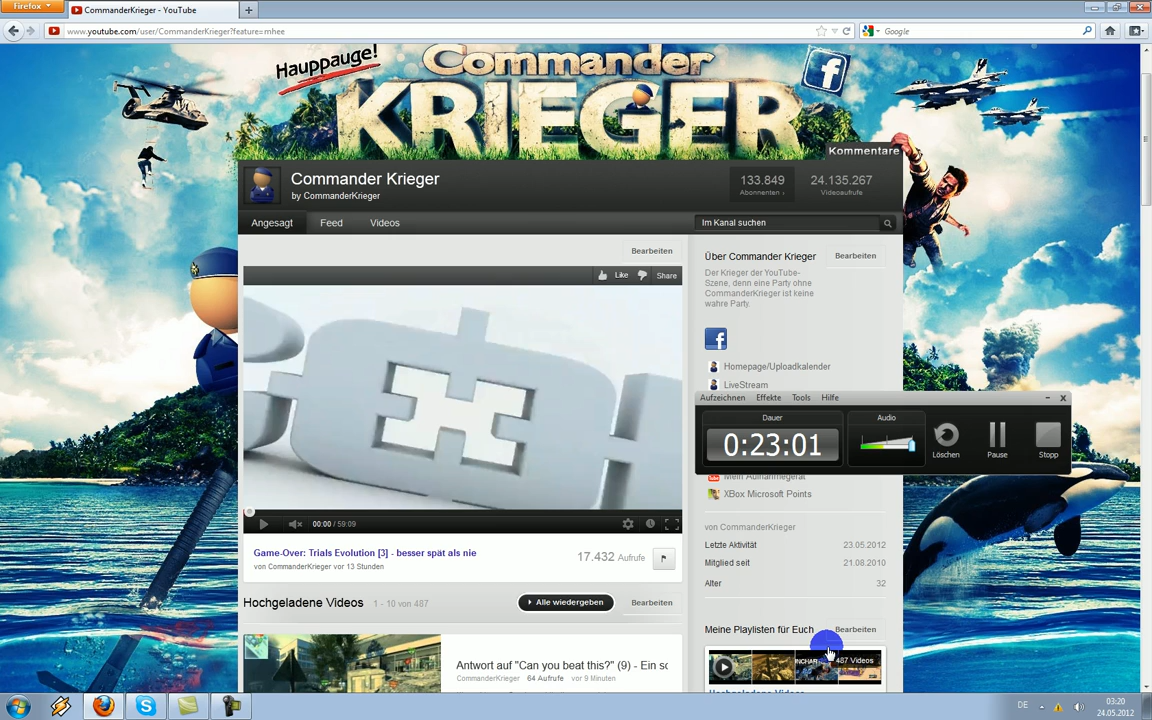 Firefox
CommanderKrieger - YouTube
www.youtube.com/user/CommanderKrieger?feature=mhee
Google
Hauppauge!
Commander
KRIEGER
Kommentare
Commander Krieger
by CommanderKrieger
133.849
Abonnenten
24.135.267
Videoaufrufe
Angesagt
Feed
Videos
Im Kanal suchen
Bearbeiten
Like
Share
00:00 / 59:09
Game-Over: Trials Evolution [3] - besser spät als nie
von CommanderKrieger vor 13 Stunden
17.432 Aufrufe
Hochgeladene Videos
1 - 10 von 487
Alle wiedergeben
Bearbeiten
Antwort auf "Can you beat this?" (9) - Ein sc
CommanderKrieger 64 Aufrufe vor 9 Minuten
Über Commander Krieger
Bearbeiten
Der Krieger der YouTube-
Szene, denn eine Party ohne
CommanderKrieger ist keine
wahre Party.
Homepage/Uploadkalender
LiveStream
Aufzeichnen Effekte Tools Hilfe
Dauer
0:23:01
Audio
Löschen
Pause
Stopp
Mein Aufnahmegerät
XBox Microsoft Points
von CommanderKrieger
Letzte Aktivität 23.05.2012
Mitglied seit 21.08.2010
Alter 32
Meine Playlisten für Euch
Bearbeiten
487 Videos
Hochgeladene Videos
DE
03:20
24.05.2012